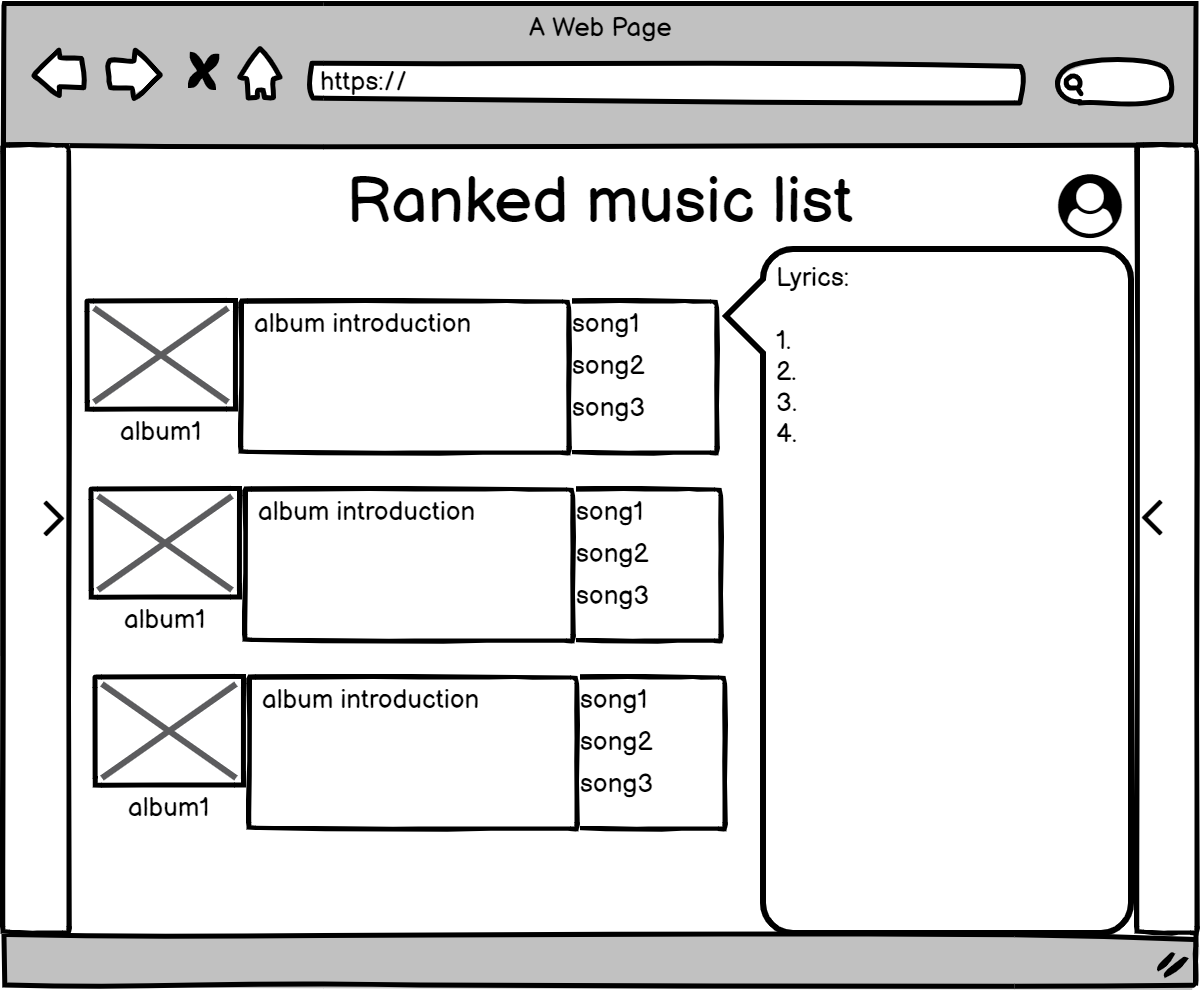 A Web Page
https://
Ranked music list
album introduction
song1
song2
song3
album1
album introduction
song1
song2
song3
album1
album introduction
song1
song2
song3
album1
Lyrics:
1.
2.
3.
4.